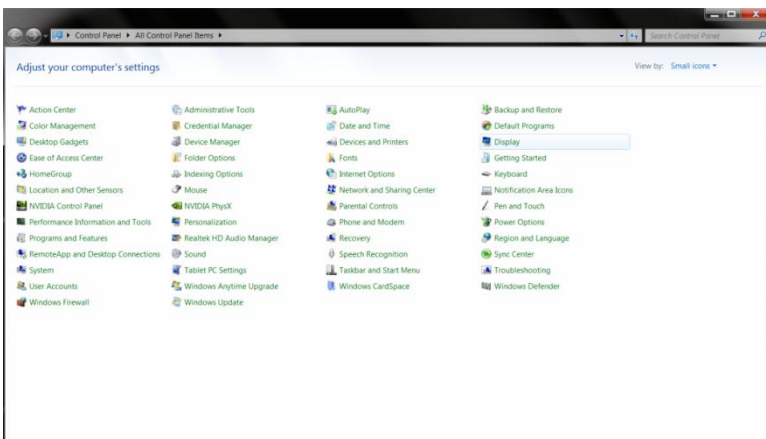 Control Panel ▸ All Control Panel Items ▸ Search Control Panel
Adjust your computer's settings View by: Small icons
Action Center Administrative Tools AutoPlay Backup and Restore
Color Management Credential Manager Date and Time Default Programs
Desktop Gadgets Device Manager Devices and Printers Display
Ease of Access Center Folder Options Fonts Getting Started
HomeGroup Indexing Options Internet Options Keyboard
Location and Other Sensors Mouse Network and Sharing Center Notification Area Icons
NVIDIA Control Panel NVIDIA PhysX Parental Controls Pen and Touch
Performance Information and Tools Personalization Phone and Modem Power Options
Programs and Features Realtek HD Audio Manager Recovery Region and Language
RemoteApp and Desktop Connections Sound Speech Recognition Sync Center
System Tablet PC Settings Taskbar and Start Menu Troubleshooting
User Accounts Windows Anytime Upgrade Windows CardSpace Windows Defender
Windows Firewall Windows Update